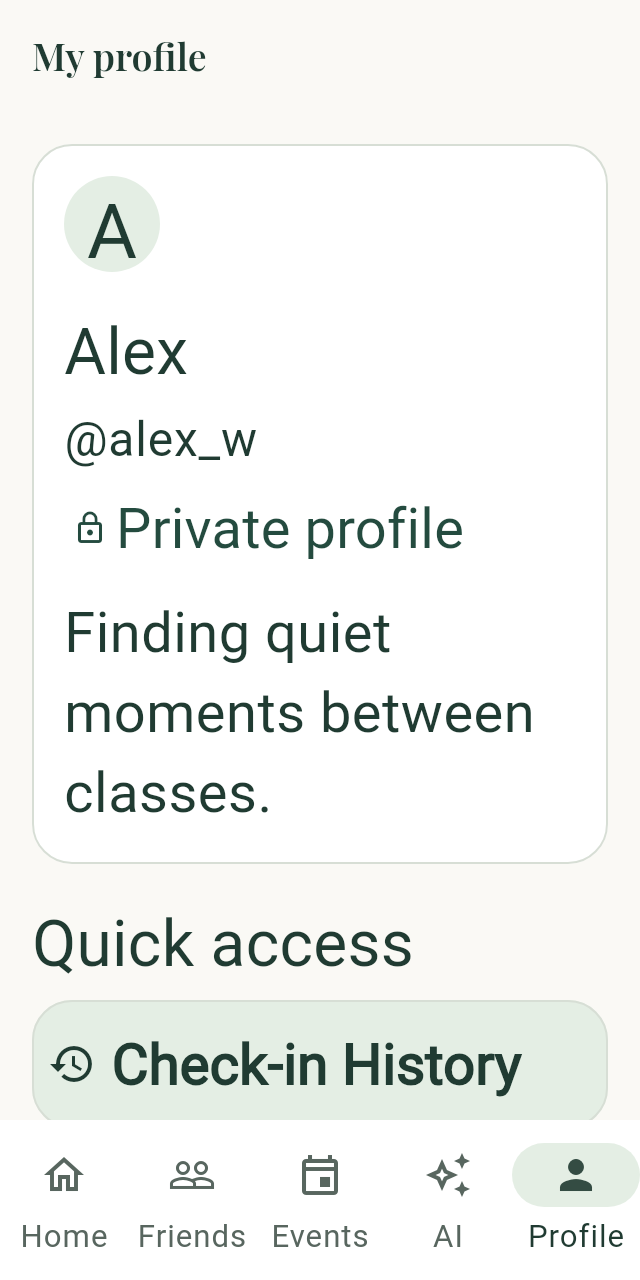 My profile
A
Alex
@alex_w
Private profile
Finding quiet
moments between
classes.
Quick access
Check-in History
Home Friends Events AI Profile